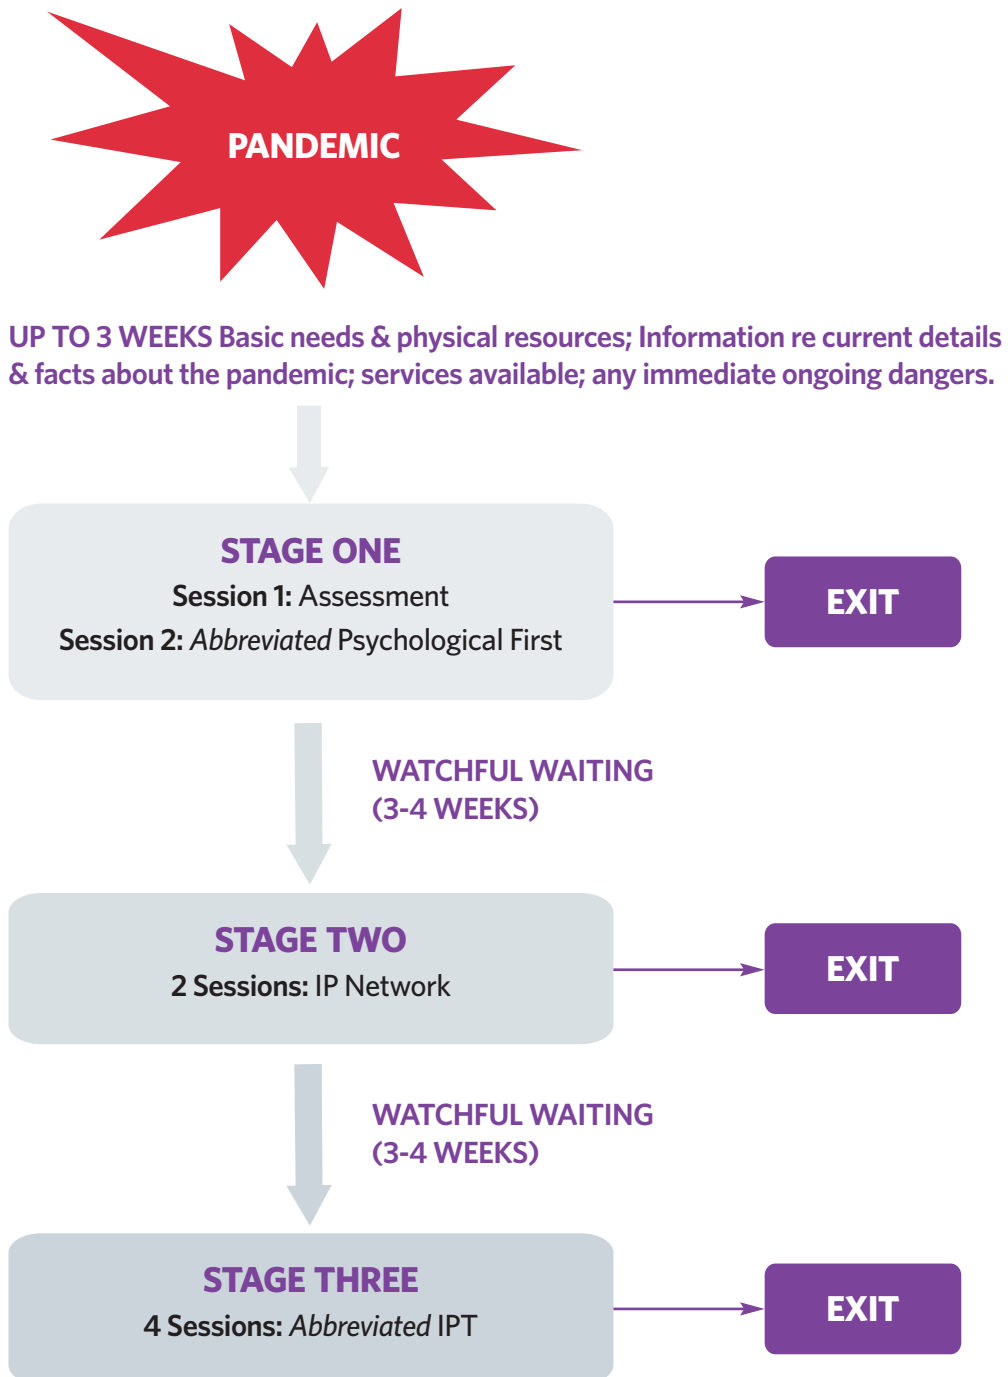 PANDEMIC
UP TO 3 WEEKS Basic needs & physical resources; Information re current details
& facts about the pandemic; services available; any immediate ongoing dangers.
STAGE ONE
Session 1: Assessment
Session 2: Abbreviated Psychological First
EXIT
WATCHFUL WAITING
(3-4 WEEKS)
STAGE TWO
2 Sessions: IP Network
EXIT
WATCHFUL WAITING
(3-4 WEEKS)
STAGE THREE
4 Sessions: Abbreviated IPT
EXIT